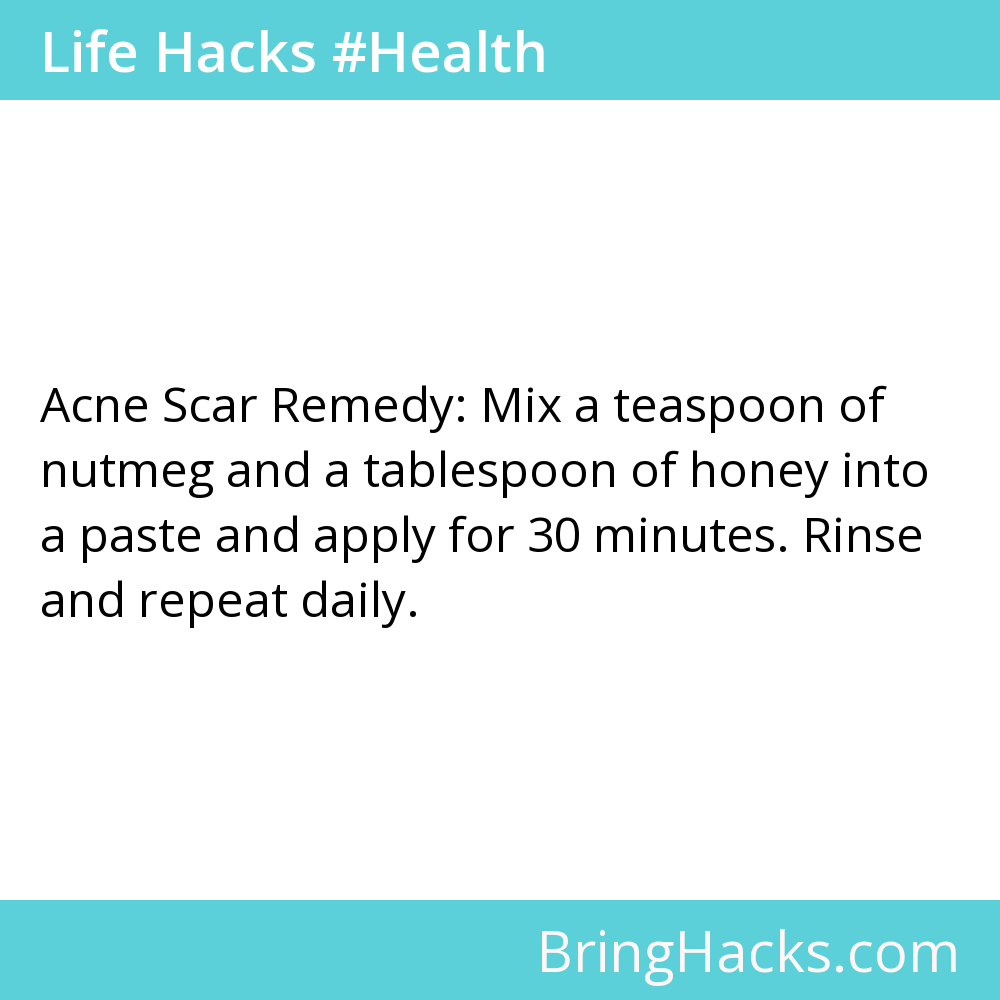 Life Hacks #Health
Acne Scar Remedy: Mix a teaspoon of
nutmeg and a tablespoon of honey into
a paste and apply for 30 minutes. Rinse
and repeat daily.
BringHacks.com